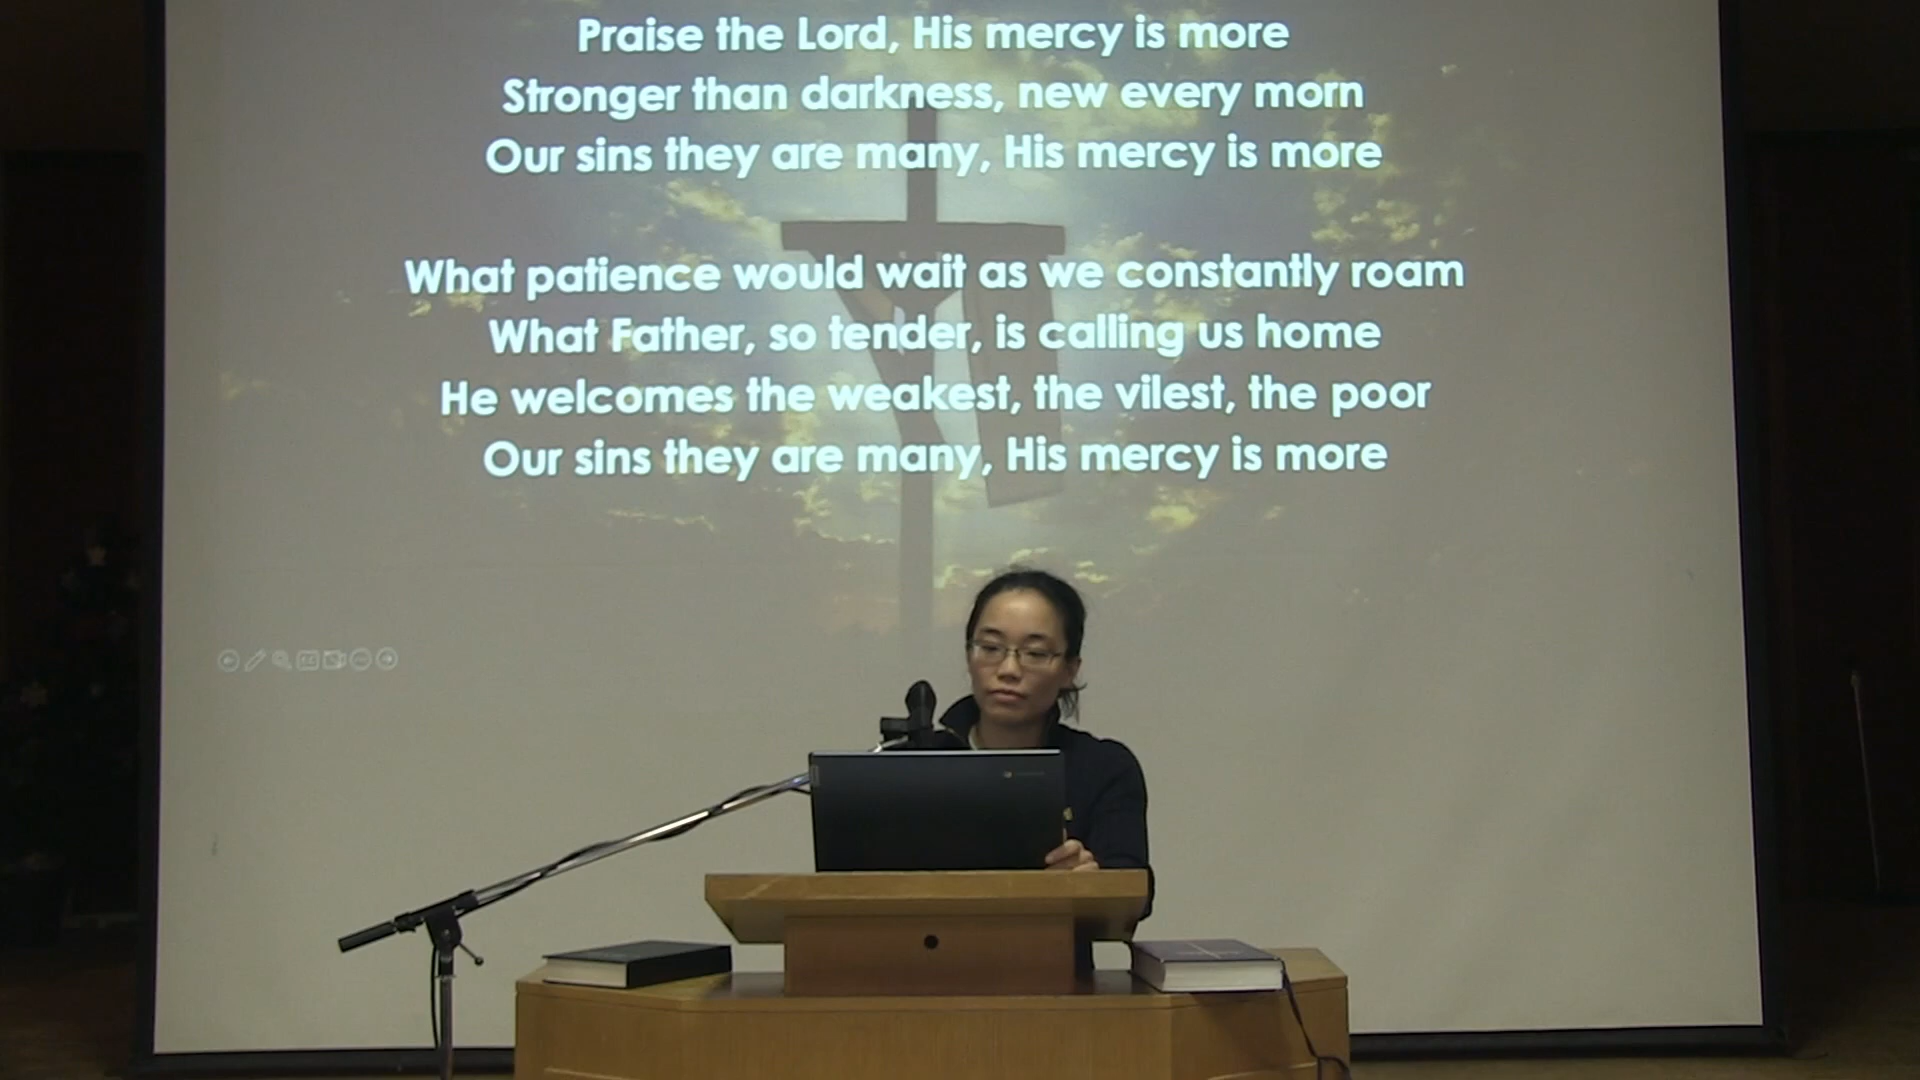 Praise the Lord, His mercy is more
Stronger than darkness, new every morn
Our sins they are many, His mercy is more
What patience would wait as we constantly roam
What Father, so tender, is calling us home
He welcomes the weakest, the vilest, the poor
Our sins they are many, His mercy is more